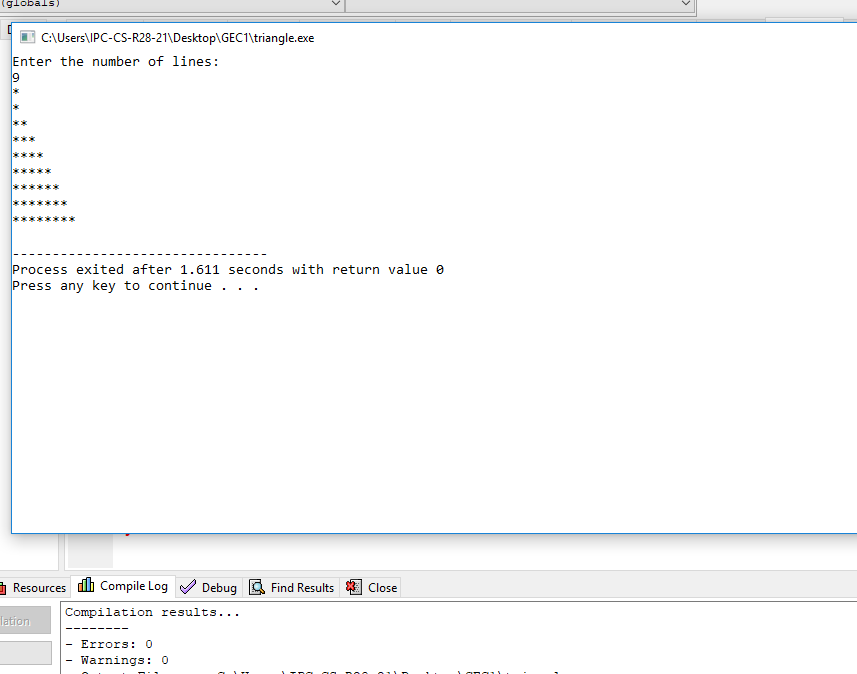 (globals)
C:\Users\IPC-CS-R28-21\Desktop\GEC1\triangle.exe
Enter the number of lines:
9
*
*
**
***
****
*****
******
*******
********
--------------------------------
Process exited after 1.611 seconds with return value 0
Press any key to continue . . .
Resources Compile Log Debug Find Results Close
Compilation results...
--------
- Errors: 0
- Warnings: 0